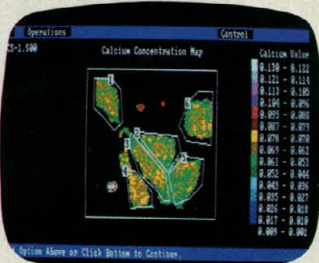 Operations Control
CS-1.500
Calcium Concentration Map
Calcium Value
0.130 - 0.122
0.121 - 0.114
0.113 - 0.105
0.104 - 0.096
0.095 - 0.088
0.087 - 0.079
0.078 - 0.070
0.069 - 0.062
0.061 - 0.053
0.052 - 0.044
0.043 - 0.036
0.035 - 0.027
0.026 - 0.018
0.017 - 0.010
0.009 - 0.001
Option Above or Click Button to Continue.